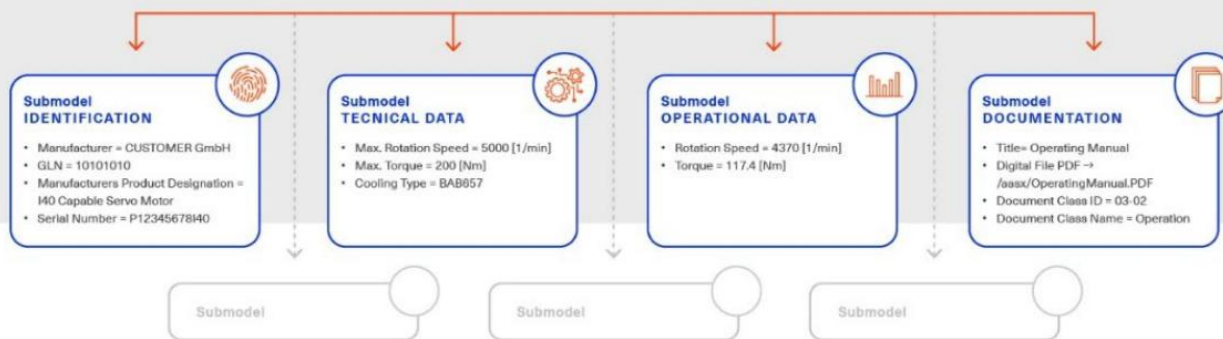 Submodel
IDENTIFICATION
• Manufacturer = CUSTOMER GmbH
• GLN = 10101010
• Manufacturers Product Designation =
I40 Capable Servo Motor
• Serial Number = P12345678I40
Submodel
TECNICAL DATA
• Max. Rotation Speed = 5000 [1/min]
• Max. Torque = 200 [Nm]
• Cooling Type = BAB657
Submodel
OPERATIONAL DATA
• Rotation Speed = 4370 [1/min]
• Torque = 117.4 [Nm]
Submodel
DOCUMENTATION
• Title= Operating Manual
• Digital File PDF →
/aasx/OperatingManual.PDF
• Document Class ID = 03-02
• Document Class Name = Operation
Submodel
Submodel
Submodel